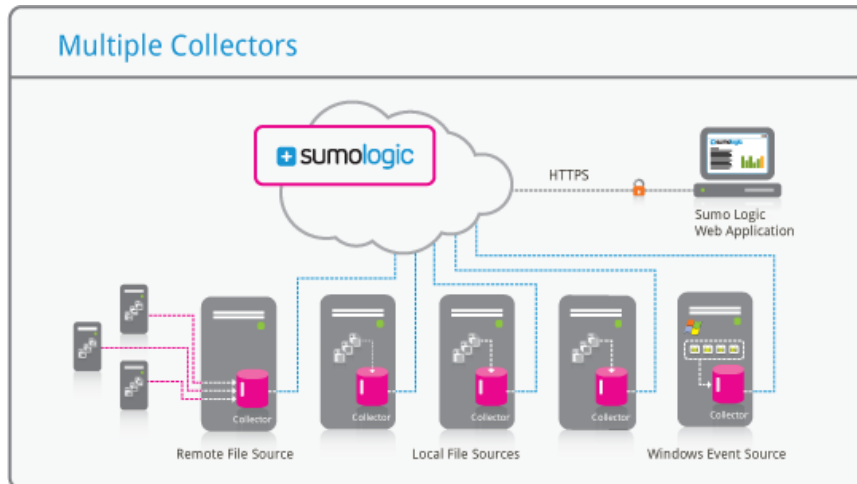 Multiple Collectors
sumologic
HTTPS
sumologic
Sumo Logic
Web Application
Collector
Collector
Collector
Collector
Collector
Remote File Source
Local File Sources
Windows Event Source